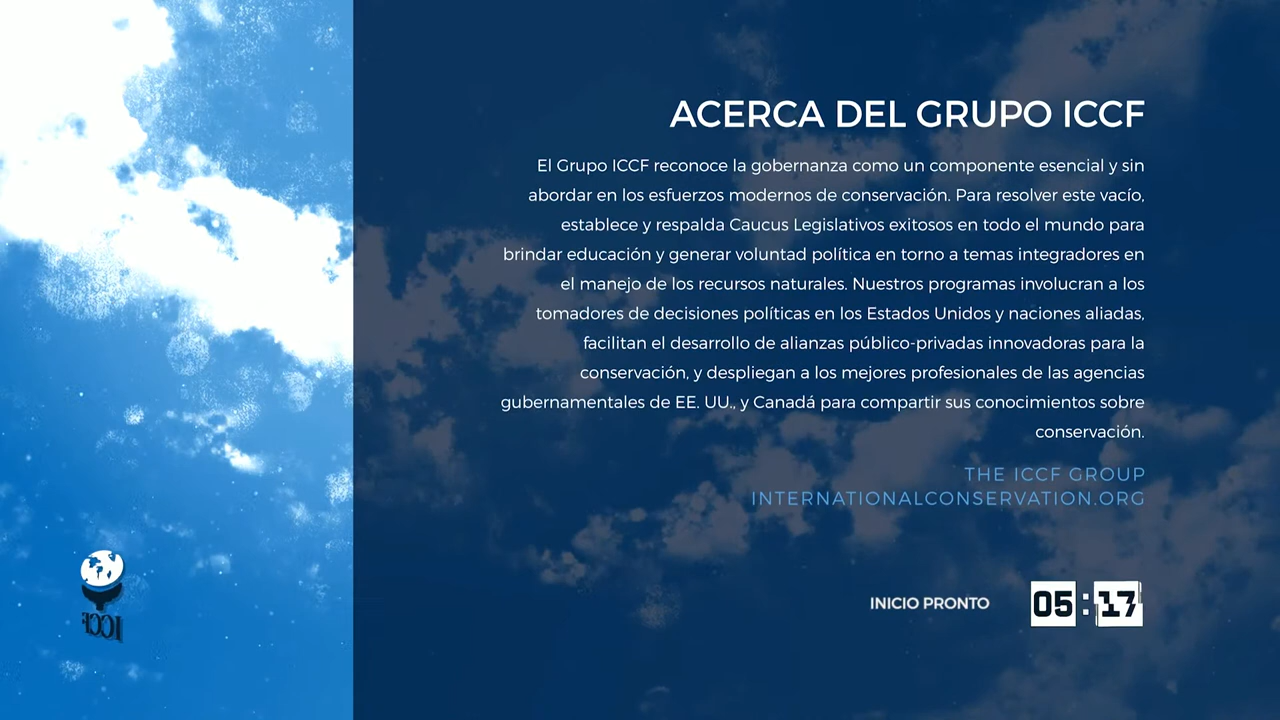 ACERCA DEL GRUPO ICCF
El Grupo ICCF reconoce la gobernanza como un componente esencial y sin
abordar en los esfuerzos modernos de conservación. Para resolver este vacío,
establece y respalda Caucus Legislativos exitosos en todo el mundo para
brindar educación y generar voluntad política en torno a temas integradores en
el manejo de los recursos naturales. Nuestros programas involucran a los
tomadores de decisiones políticas en los Estados Unidos y naciones aliadas,
facilitan el desarrollo de alianzas público-privadas innovadoras para la
conservación, y despliegan a los mejores profesionales de las agencias
gubernamentales de EE. UU., y Canadá para compartir sus conocimientos sobre
conservación.
THE ICCF GROUP
INTERNATIONALCONSERVATION.ORG
INICIO PRONTO 05:17
ICCF